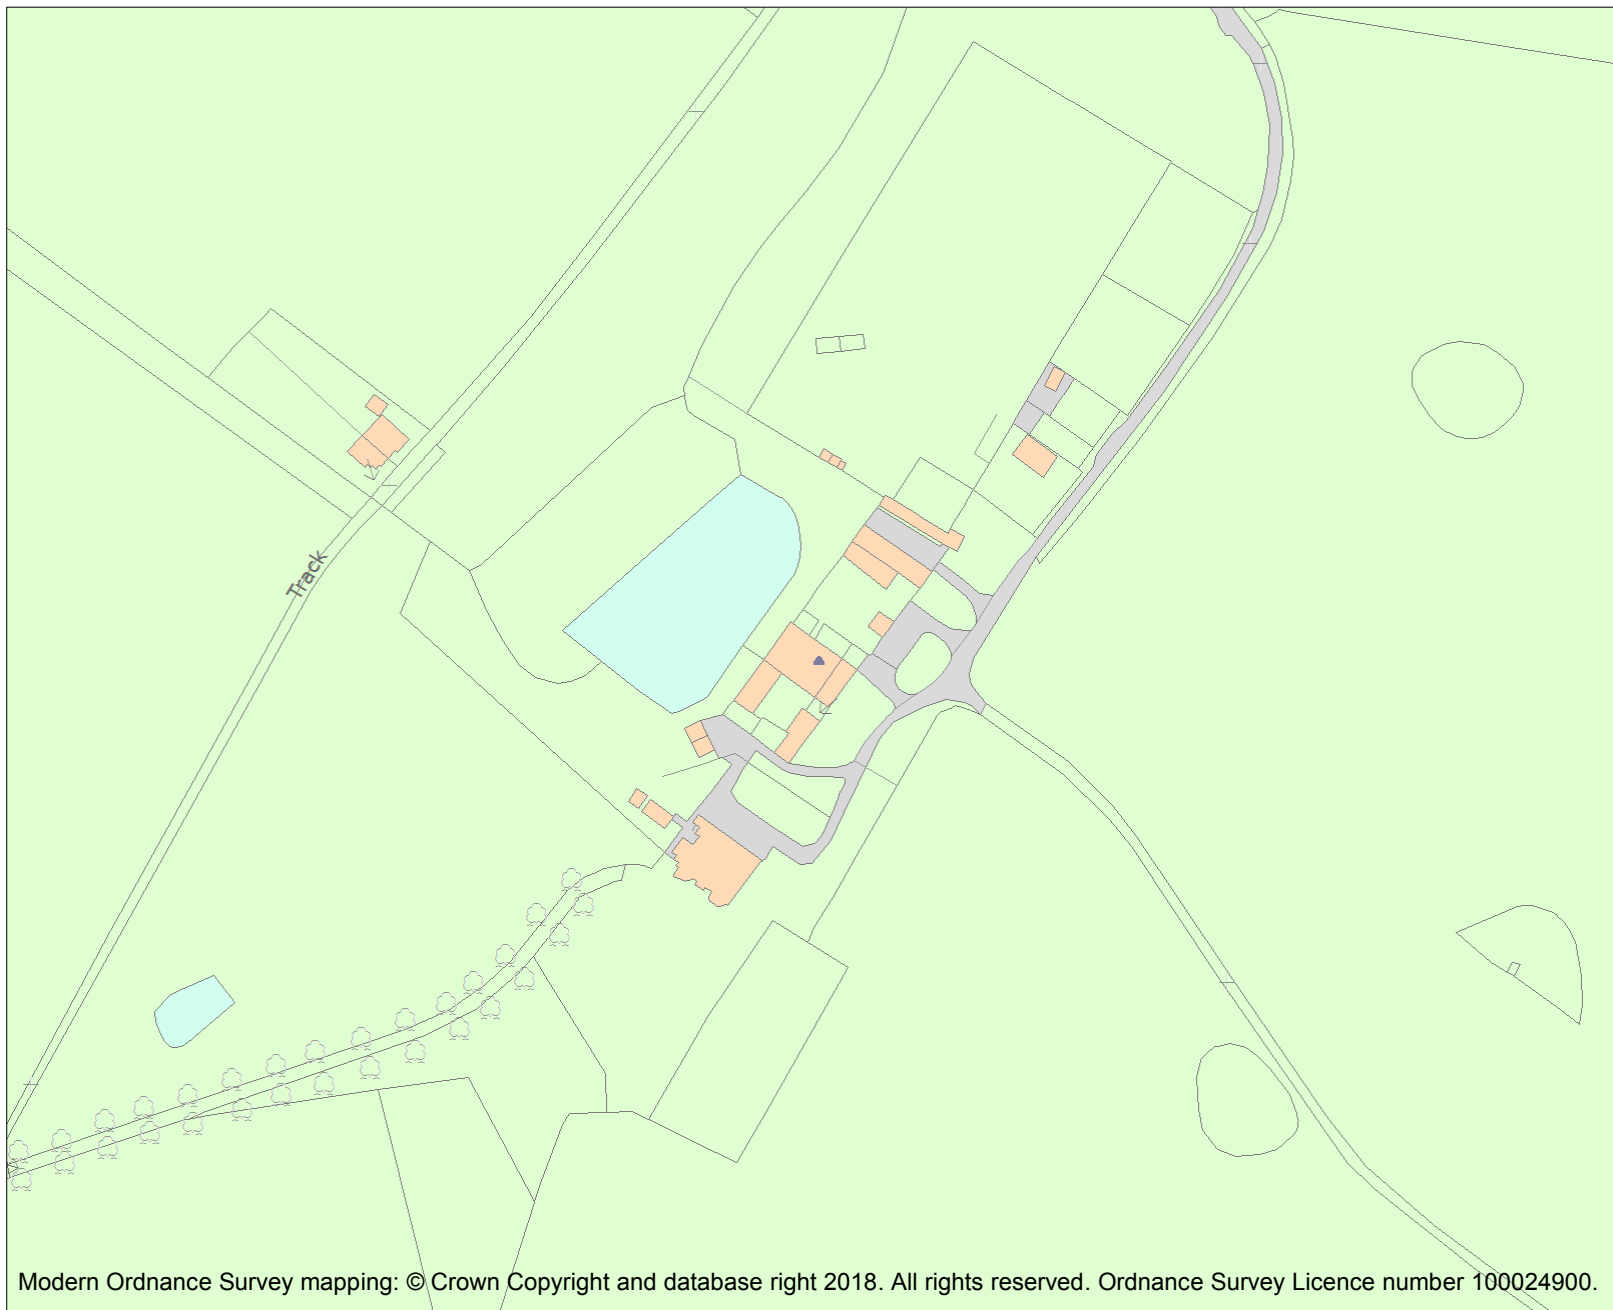 Track
Modern Ordnance Survey mapping: © Crown Copyright and database right 2018. All rights reserved. Ordnance Survey Licence number 100024900.